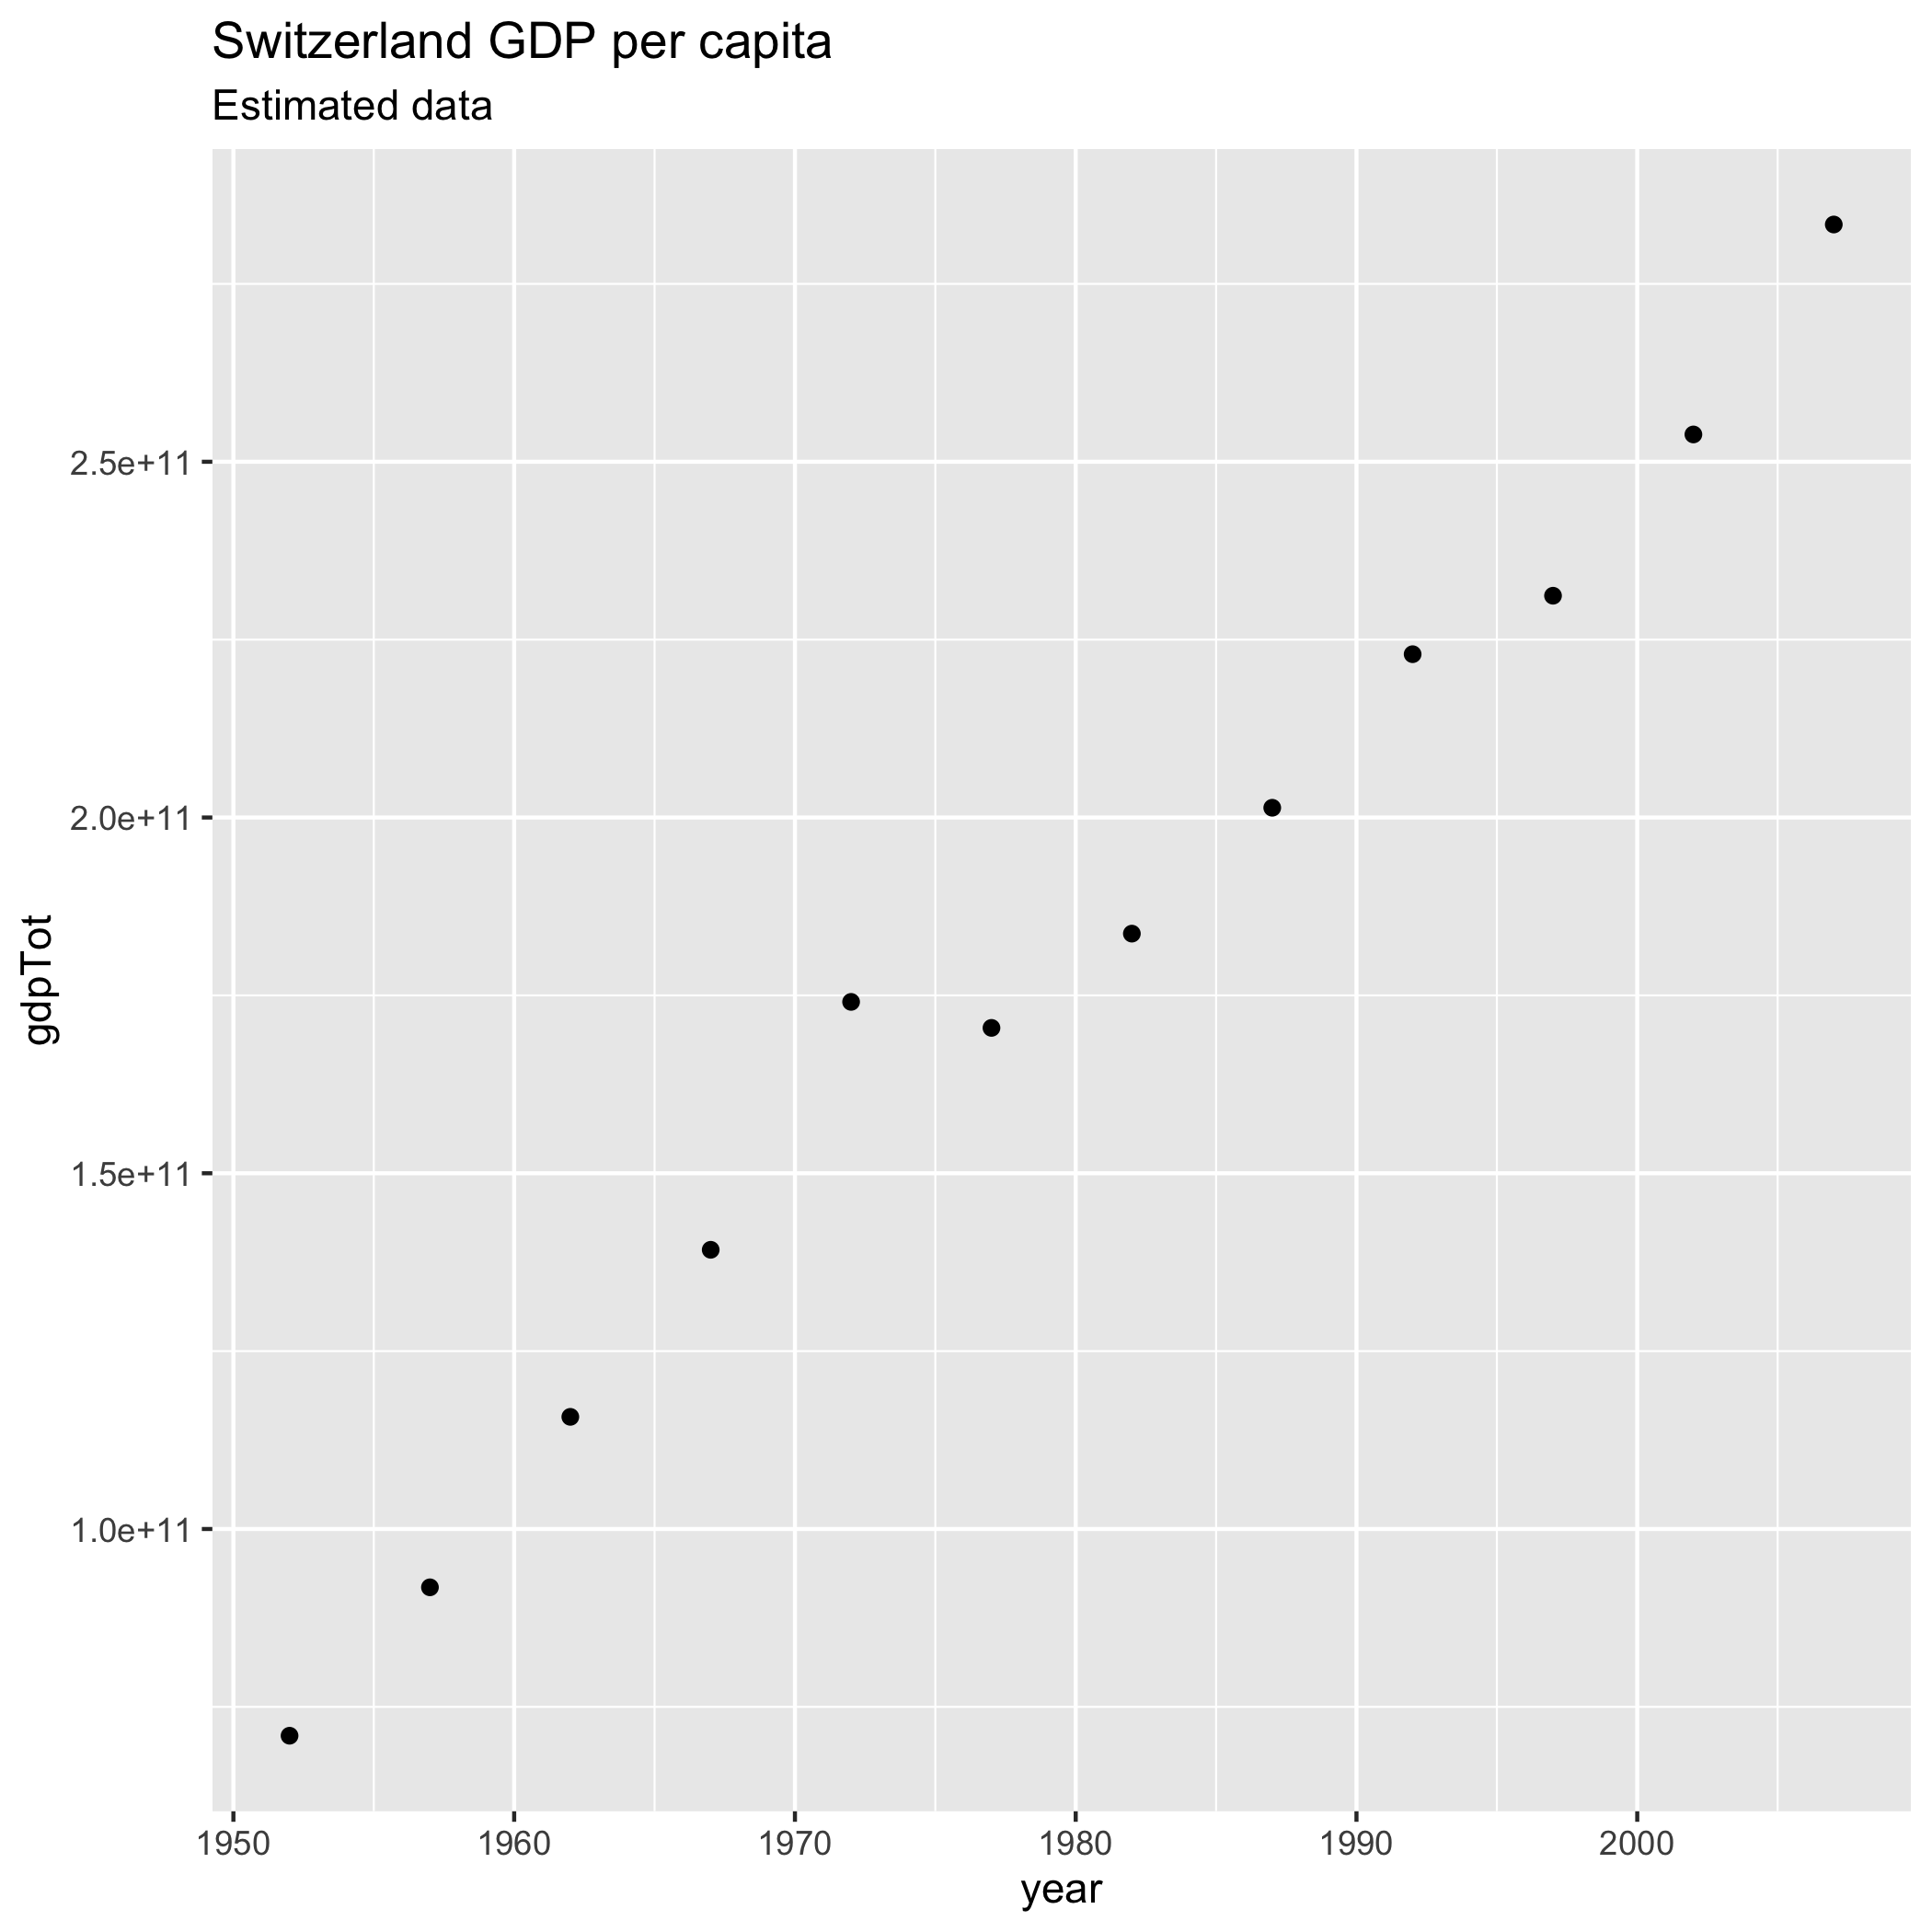 Switzerland GDP per capita
Estimated data
gdpTot
2.5e+11
2.0e+11
1.5e+11
1.0e+11
1950 1960 1970 1980 1990 2000
year